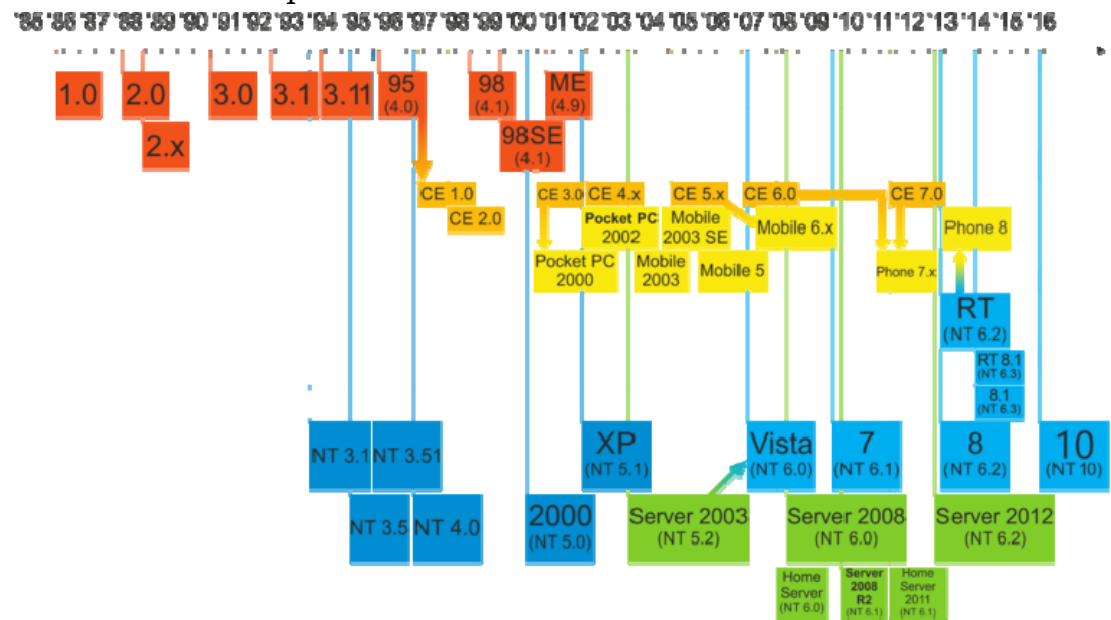 '85 '86 '87 '88 '89 '90 '91 '92 '93 '94 '95 '96 '97 '98 '99 '00 '01 '02 '03 '04 '05 '06 '07 '08 '09 '10 '11 '12 '13 '14 '15 '16
1.0
2.0
3.0
3.1
3.11
95
(4.0)
98
(4.1)
ME
(4.9)
2.x
98SE
(4.1)
CE 1.0
CE 3.0
CE 4.x
CE 5.x
CE 6.0
CE 7.0
CE 2.0
Pocket PC
2002
Mobile
2003 SE
Mobile 6.x
Phone 8
Pocket PC
2000
Mobile
2003
Mobile 5
Phone 7.x
RT
(NT 6.2)
RT 8.1
(NT 6.3)
8.1
(NT 6.3)
NT 3.1
NT 3.51
XP
(NT 5.1)
Vista
(NT 6.0)
7
(NT 6.1)
8
(NT 6.2)
10
(NT 10)
NT 3.5
NT 4.0
2000
(NT 5.0)
Server 2003
(NT 5.2)
Server 2008
(NT 6.0)
Server 2012
(NT 6.2)
Home
Server
(NT 6.0)
Server
2008
R2
(NT 6.1)
Home
Server
2011
(NT 6.1)